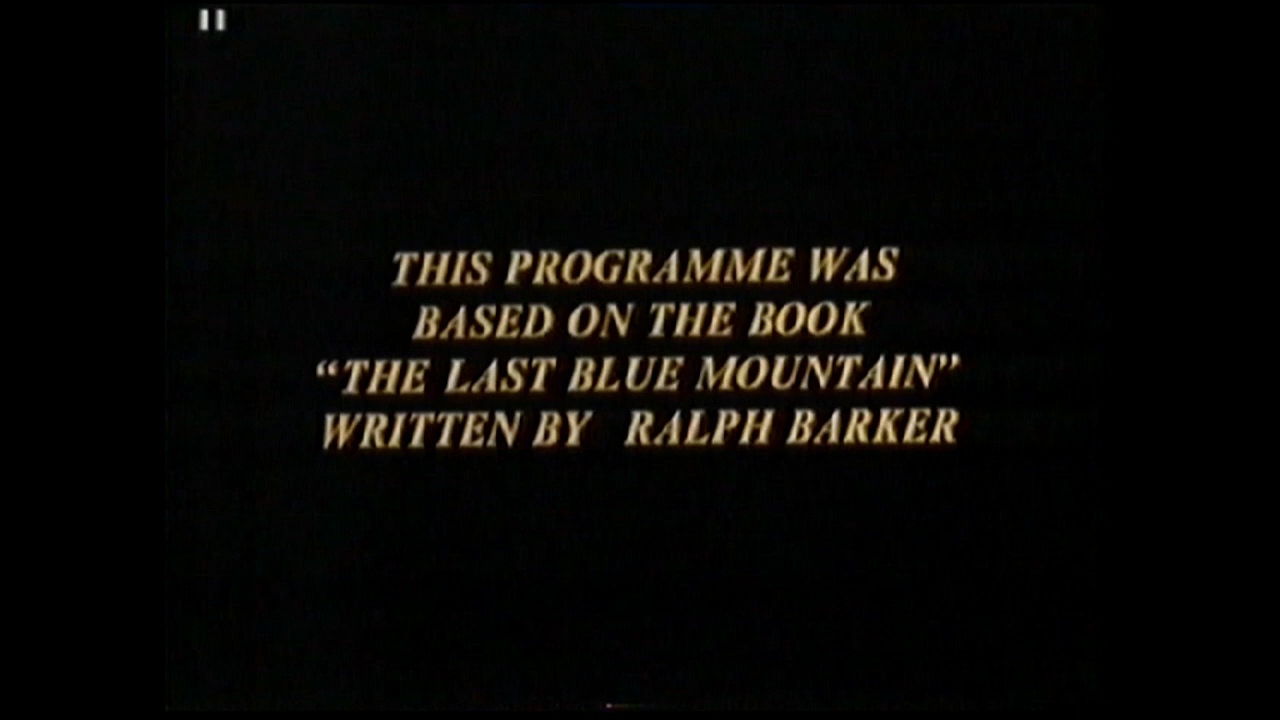 THIS PROGRAMME WAS
BASED ON THE BOOK
“THE LAST BLUE MOUNTAIN”
WRITTEN BY RALPH BARKER